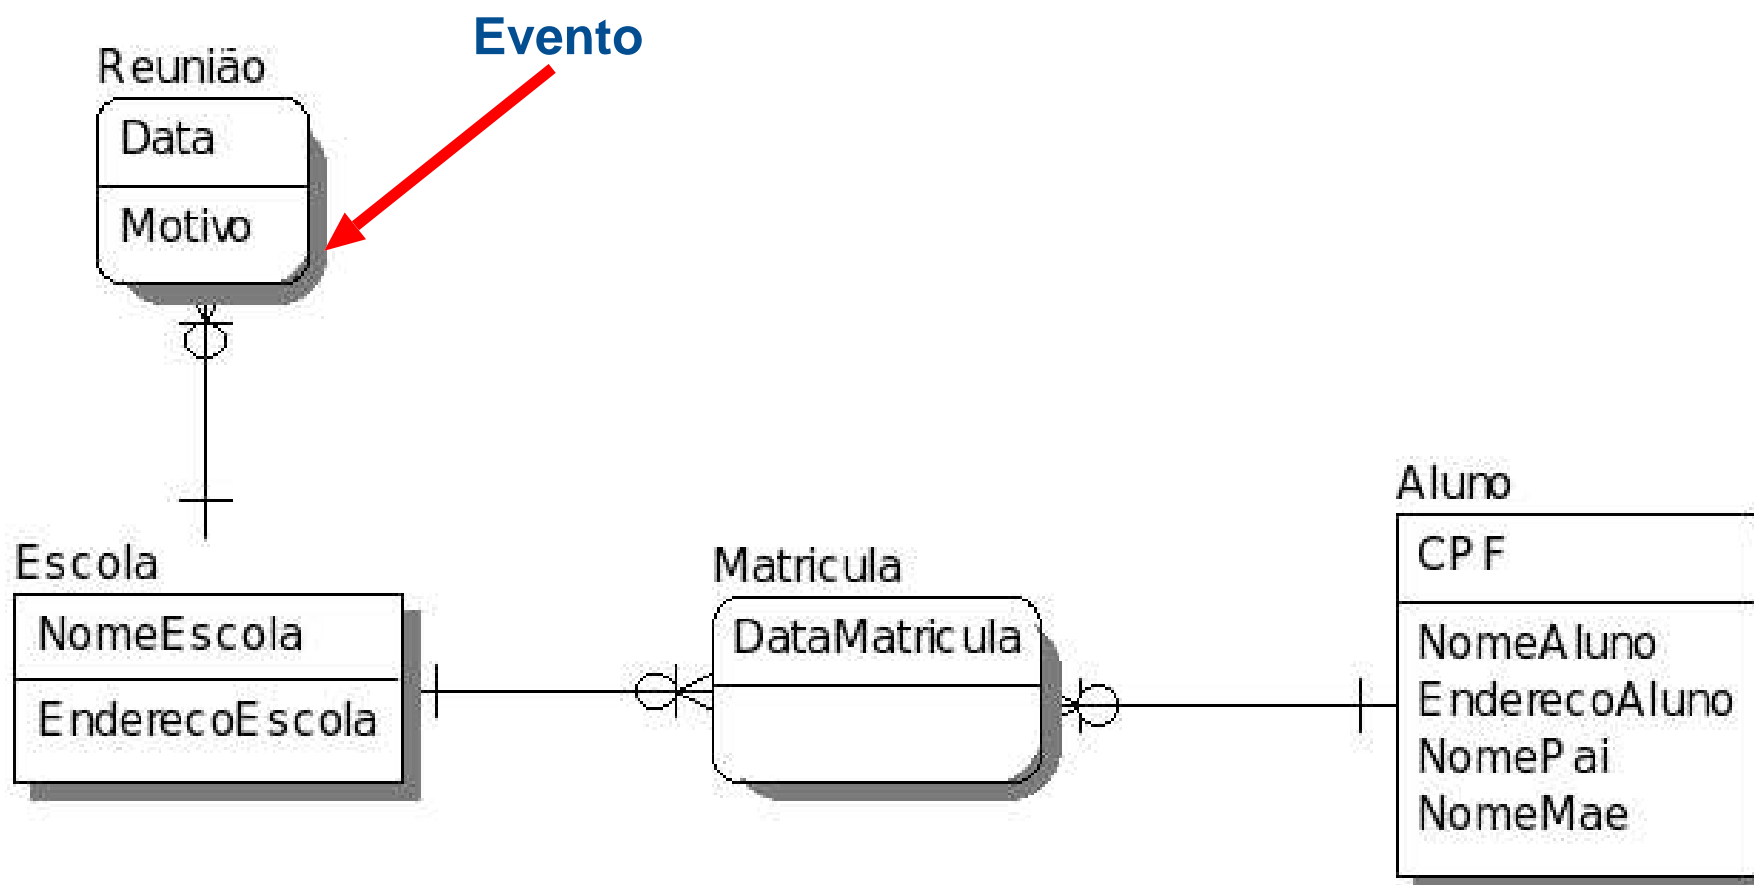 Evento
Reunião
Data
Motivo
Escola
NomeEscola
EnderecoEscola
Matricula
DataMatricula
Aluno
CPF
NomeAluno
EnderecoAluno
NomePai
NomeMae